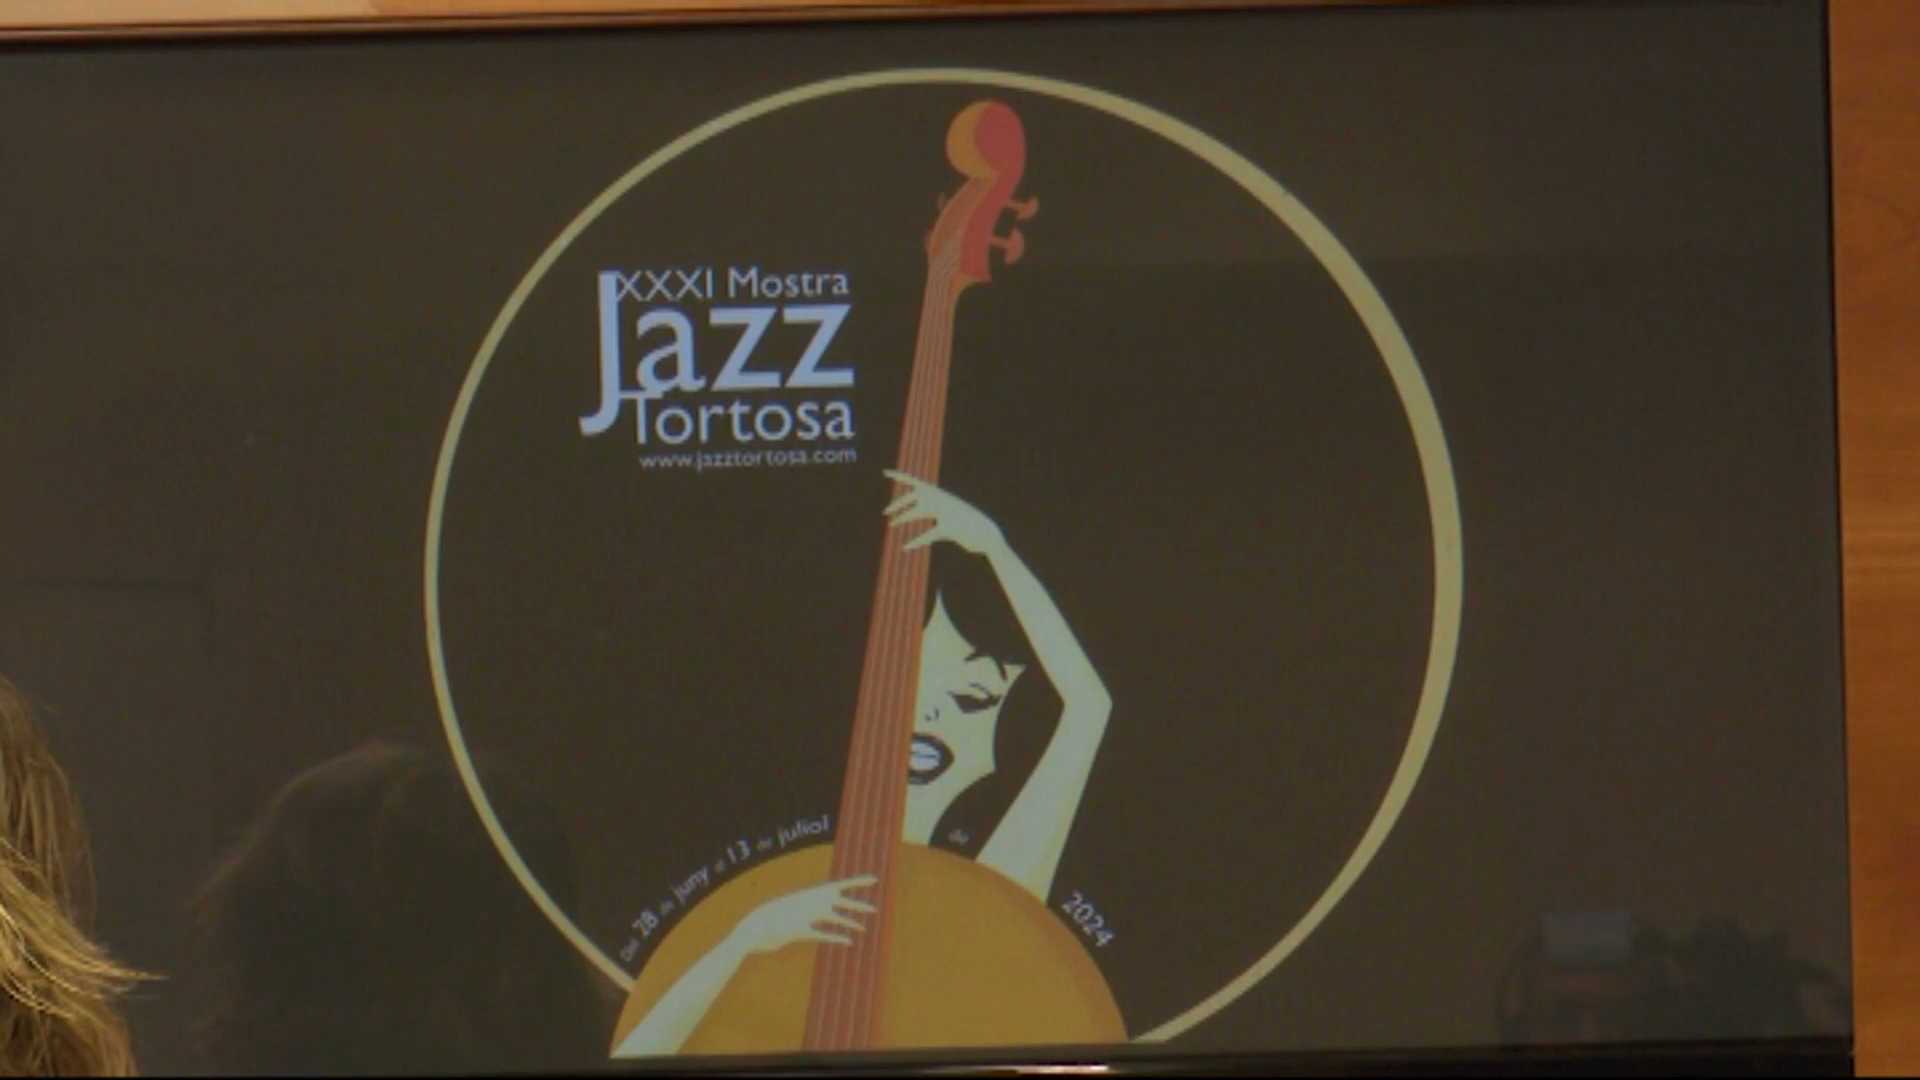 XXXI Mostra
Jazz
Tortosa
www.jazztortosa.com
Del 28 de juny al 13 de juliol de 2024